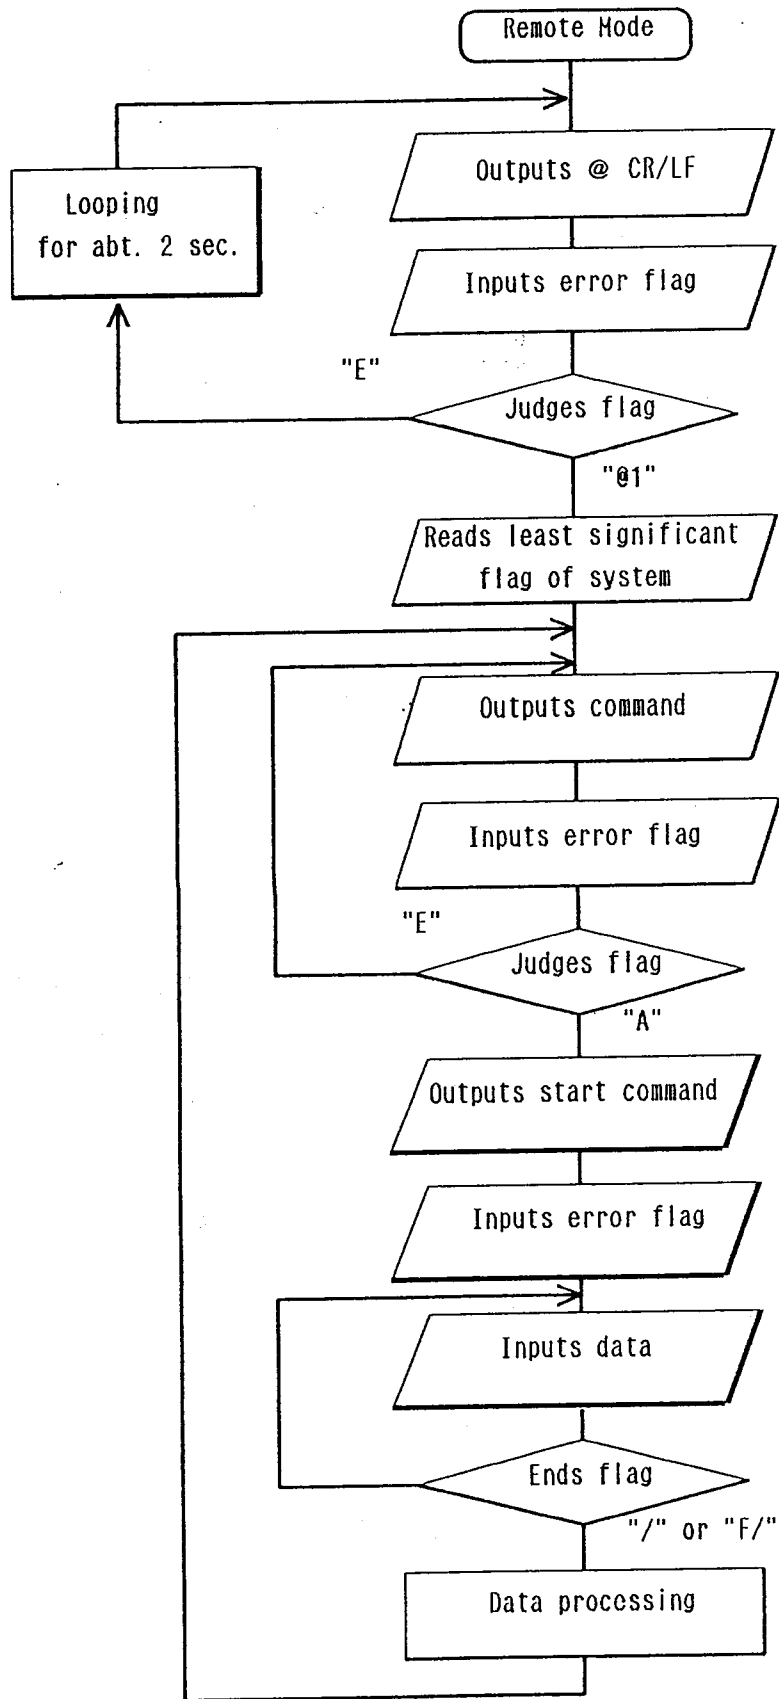 Remote Mode
Outputs @ CR/LF
Looping
for abt. 2 sec.
Inputs error flag
"E"
Judges flag
"@1"
Reads least significant
flag of system
Outputs command
Inputs error flag
"E"
Judges flag
"A"
Outputs start command
Inputs error flag
Inputs data
Ends flag
"/" or "F/"
Data processing